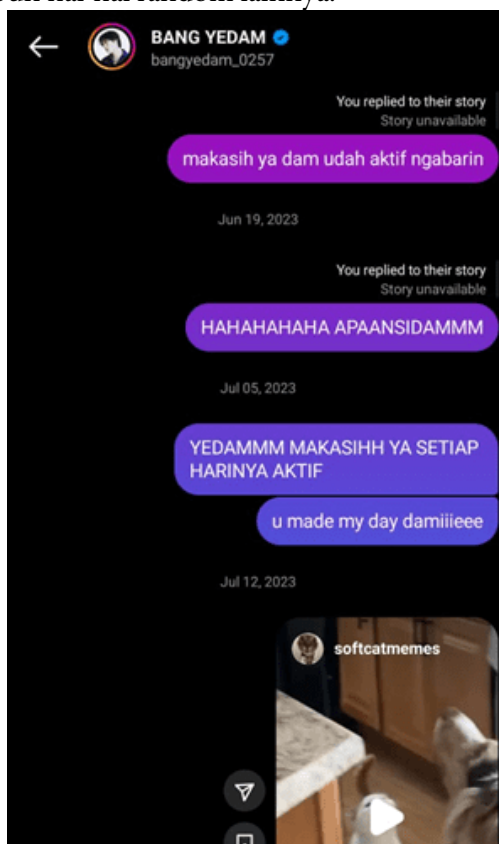 BANG YEDAM
bangyedam_0257
You replied to their story
Story unavailable
makasih ya dam udah aktif ngabarin
Jun 19, 2023
You replied to their story
Story unavailable
HAHAHAHAHA APAANSIDAMMM
Jul 05, 2023
YEDAMMM MAKASIHH YA SETIAP
HARINYA AKTIF
u made my day damiiieeee
Jul 12, 2023
softcatmemes